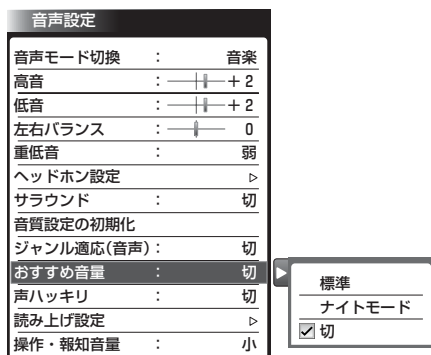 音声設定
音声モード切換 : 音楽
高音 : +2
低音 : +2
左右バランス : 0
重低音 : 弱
ヘッドホン設定
サラウンド : 切
音質設定の初期化
ジャンル適応(音声): 切
おすすめ音量 : 切
声ハッキリ : 切
読み上げ設定
操作・報知音量 : 小
標準
ナイトモード
切